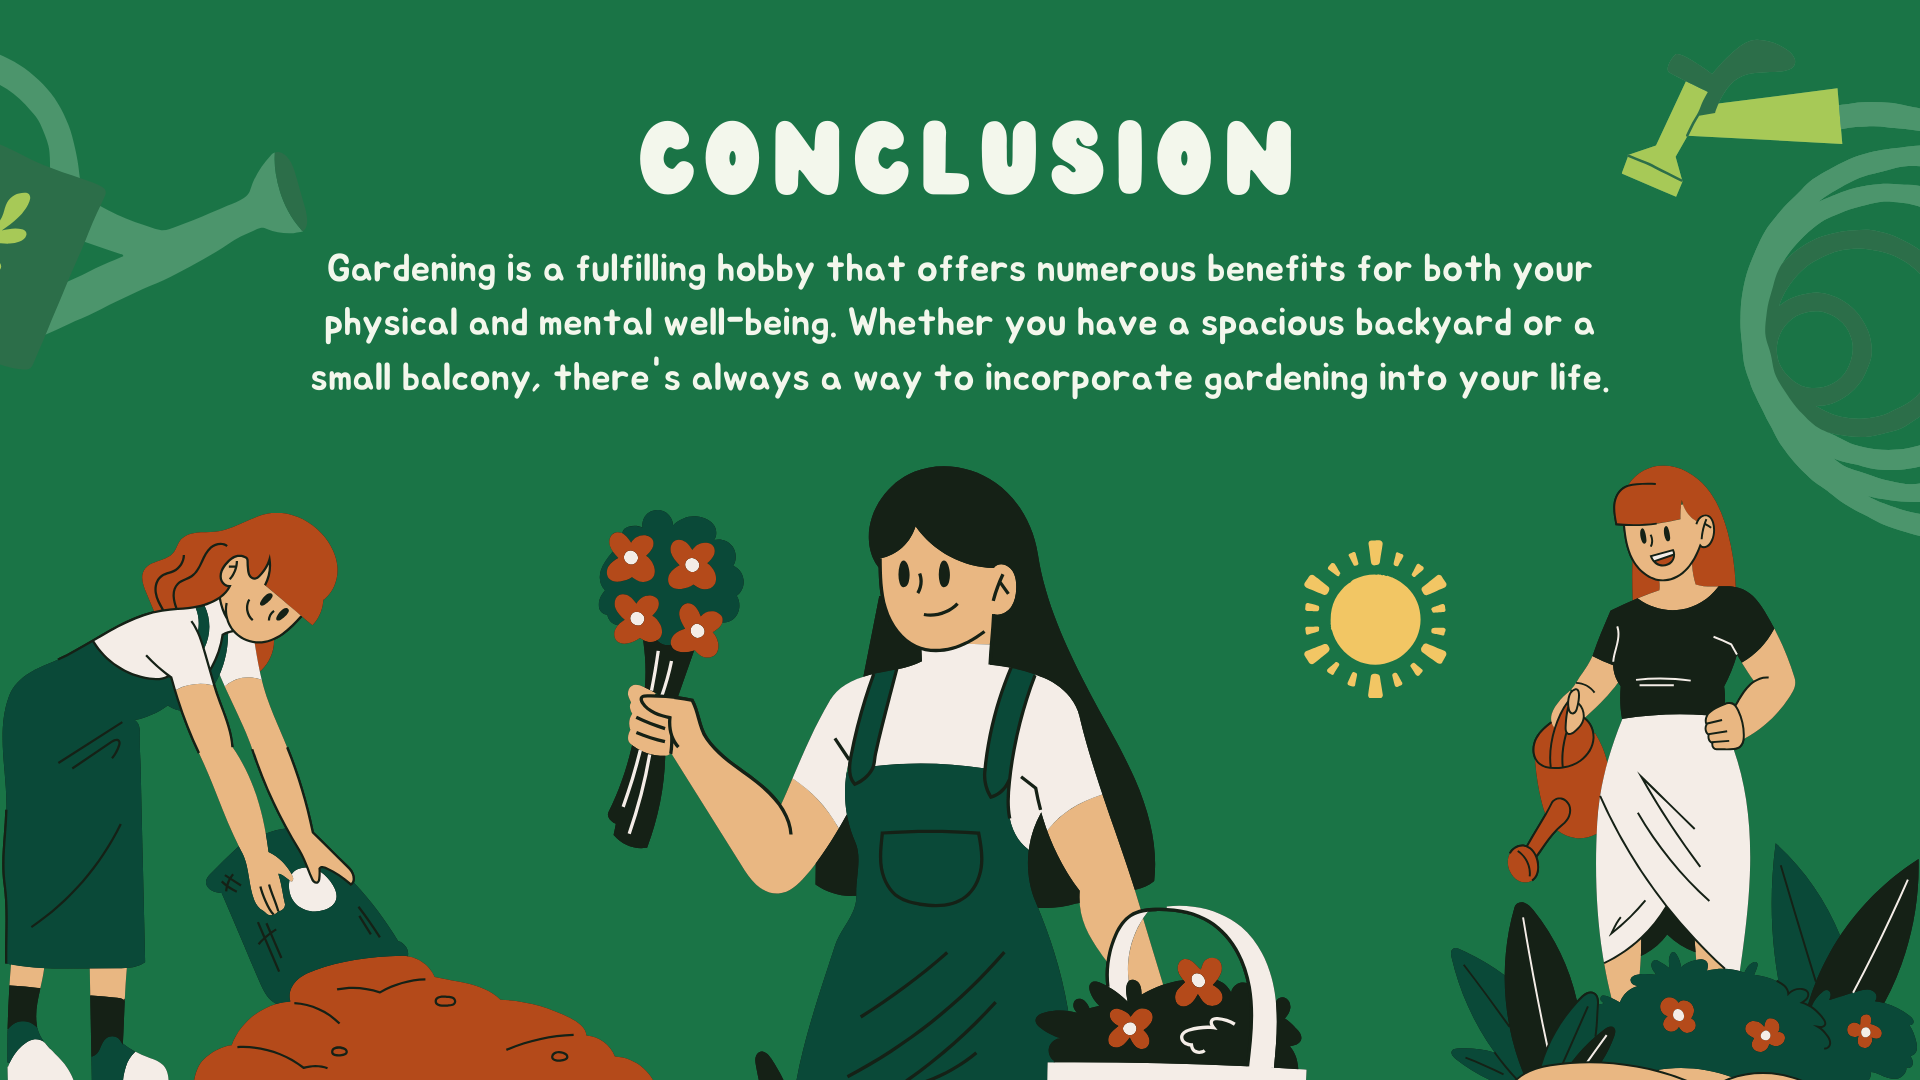 CONCLUSION
Gardening is a fulfilling hobby that offers numerous benefits for both your
physical and mental well-being. Whether you have a spacious backyard or a
small balcony, there's always a way to incorporate gardening into your life.